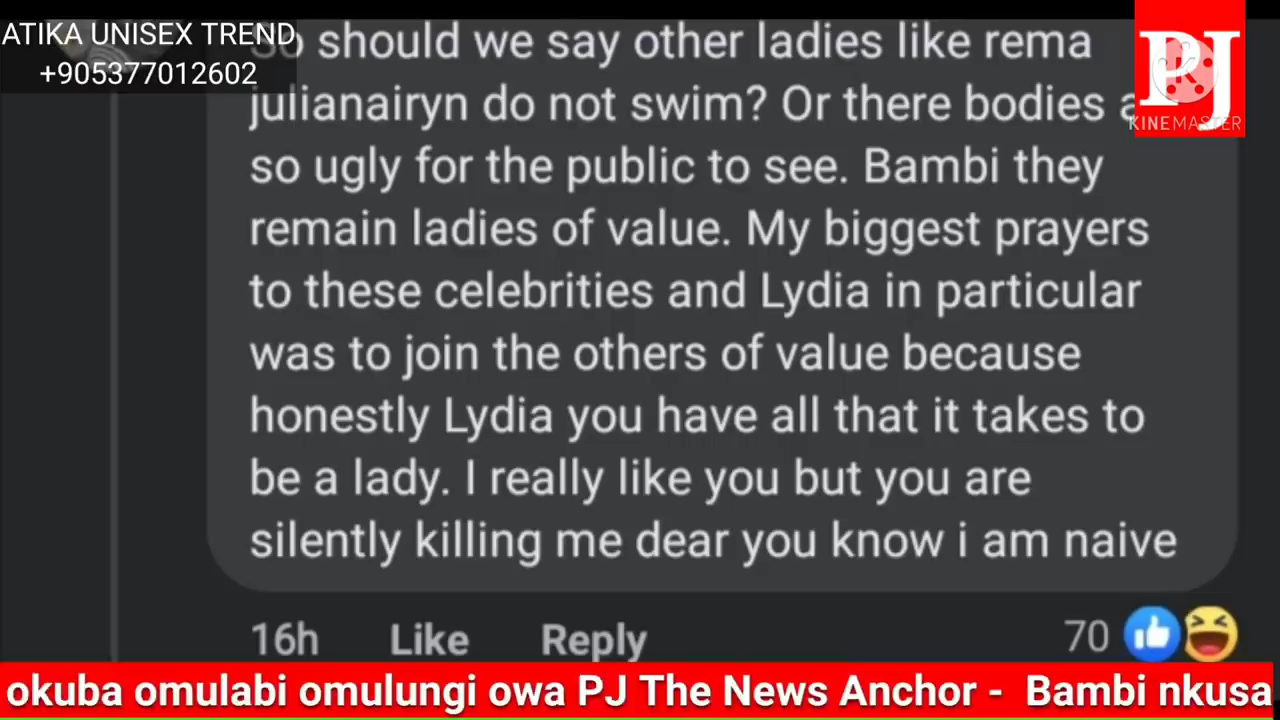 ATIKA UNISEX TREND
+905377012602
PJ
KINEMASTER
So should we say other ladies like rema
julianairyn do not swim? Or there bodies
so ugly for the public to see. Bambi they
remain ladies of value. My biggest prayers
to these celebrities and Lydia in particular
was to join the others of value because
honestly Lydia you have all that it takes to
be a lady. I really like you but you are
silently killing me dear you know i am naive
16h Like Reply 70
okuba omulabi omulungi owa PJ The News Anchor - Bambi nkusa